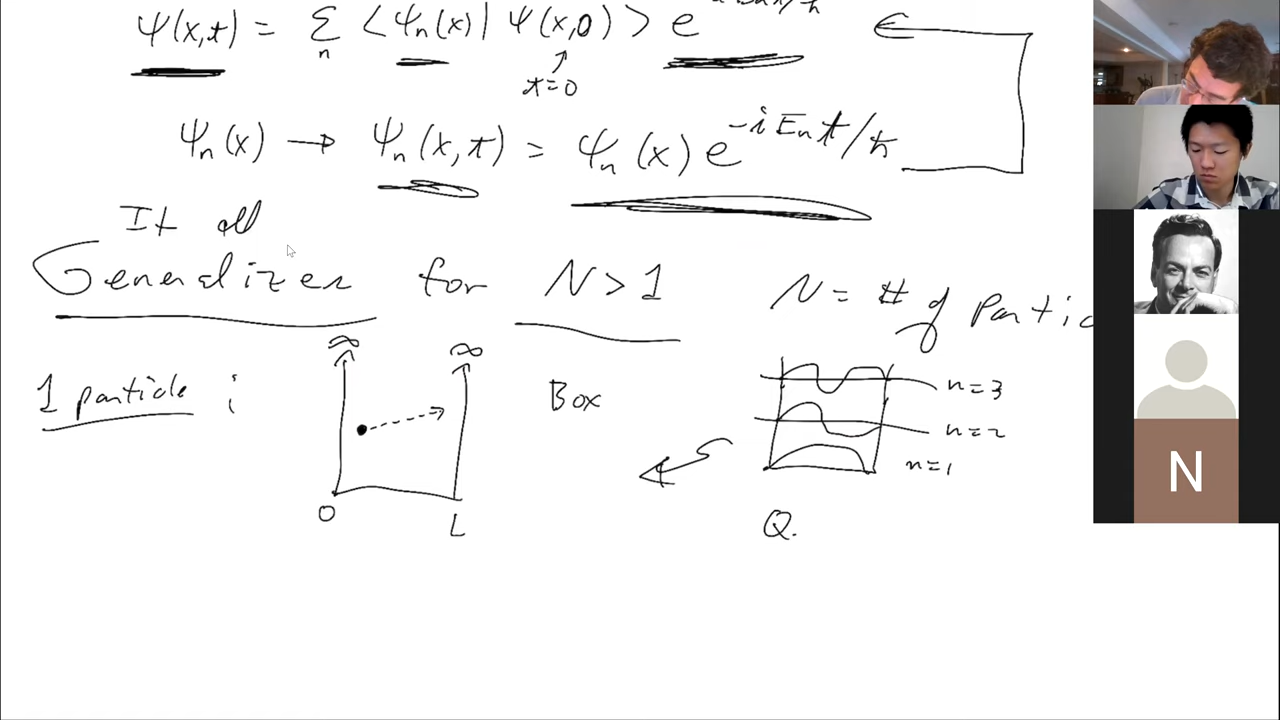 ψ(x,t) = Σ <ψn(x)| ψ(x,0) > e
n
t=0
ψn(x) → ψn(x,t) = ψn(x) e^-iEnt/ħ
It all
Generalizes for N>1 N = # of Partic
∞ ∞
1 particle : Box
n=3
n=2
n=1
O L Q.
N